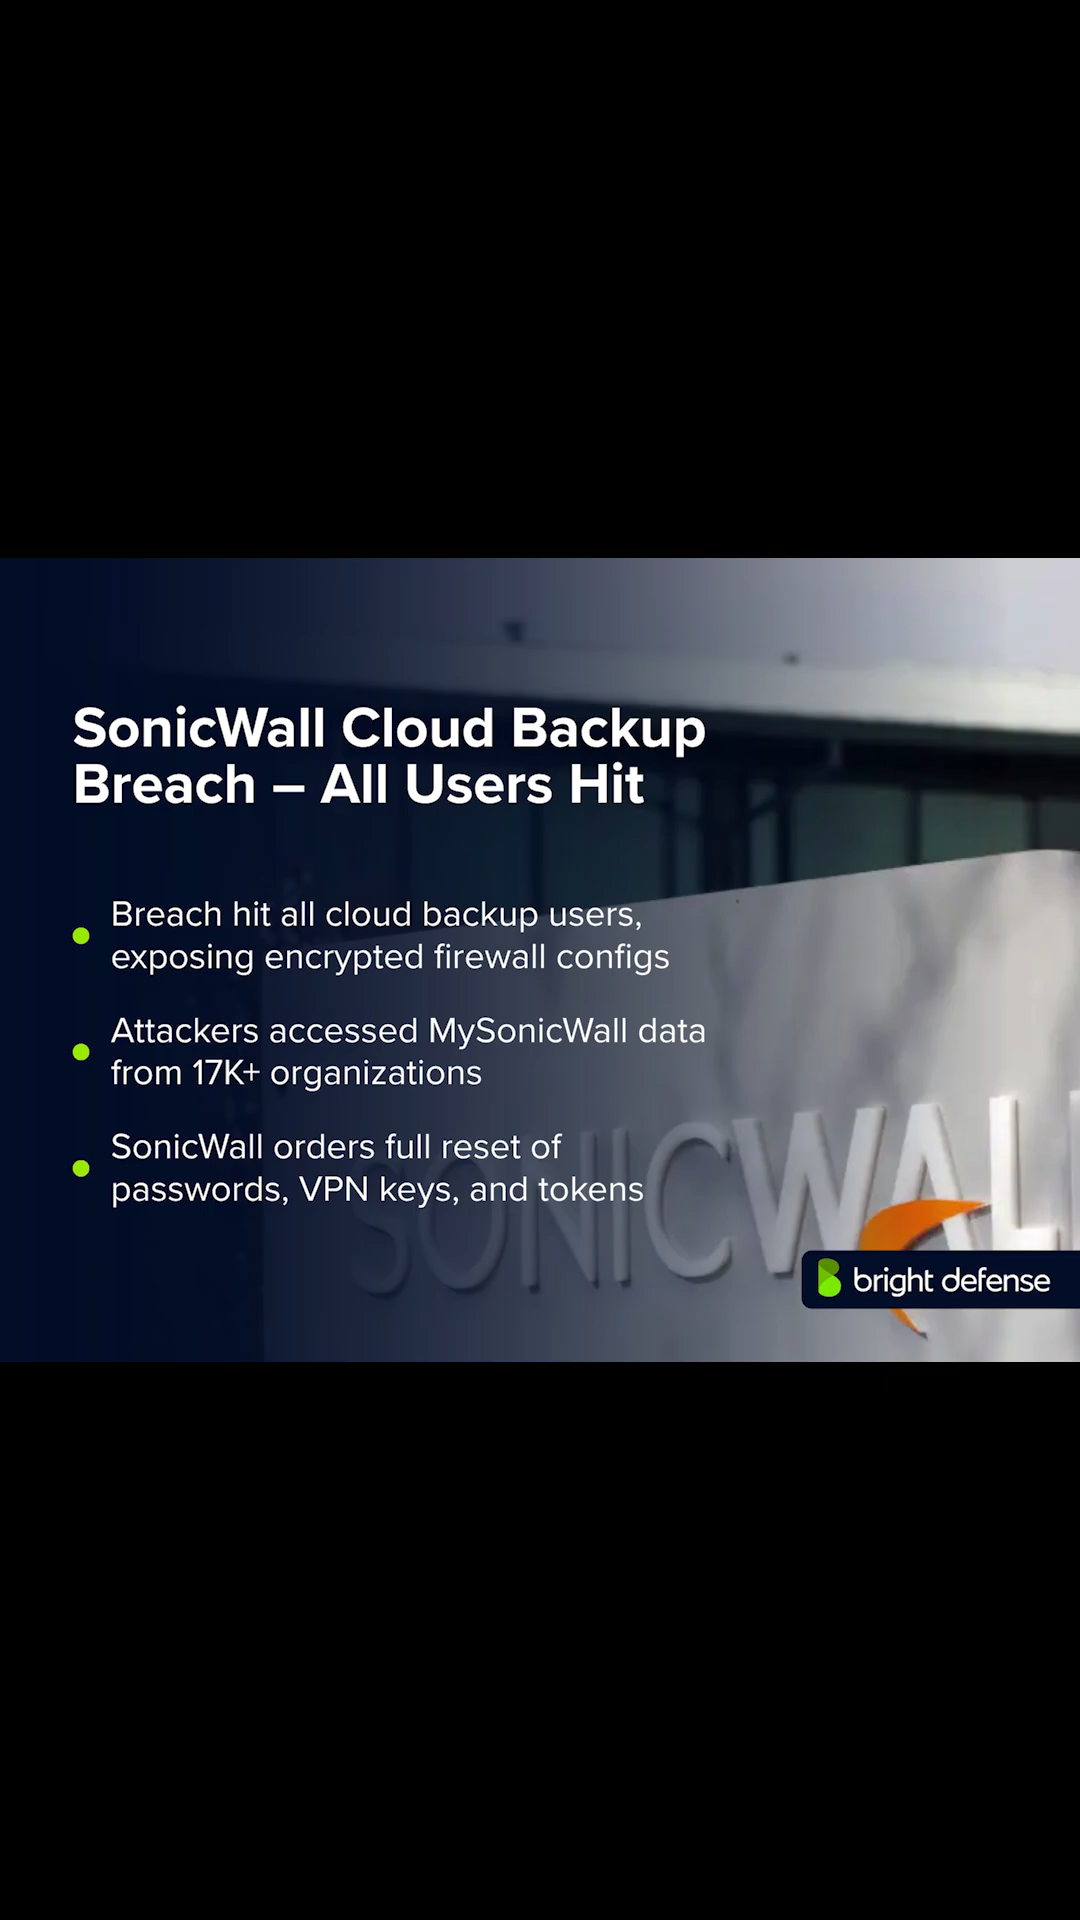 SonicWall Cloud Backup
Breach – All Users Hit
Breach hit all cloud backup users,
exposing encrypted firewall configs
Attackers accessed MySonicWall data
from 17K+ organizations
SonicWall orders full reset of
passwords, VPN keys, and tokens
SONICWALL
bright defense